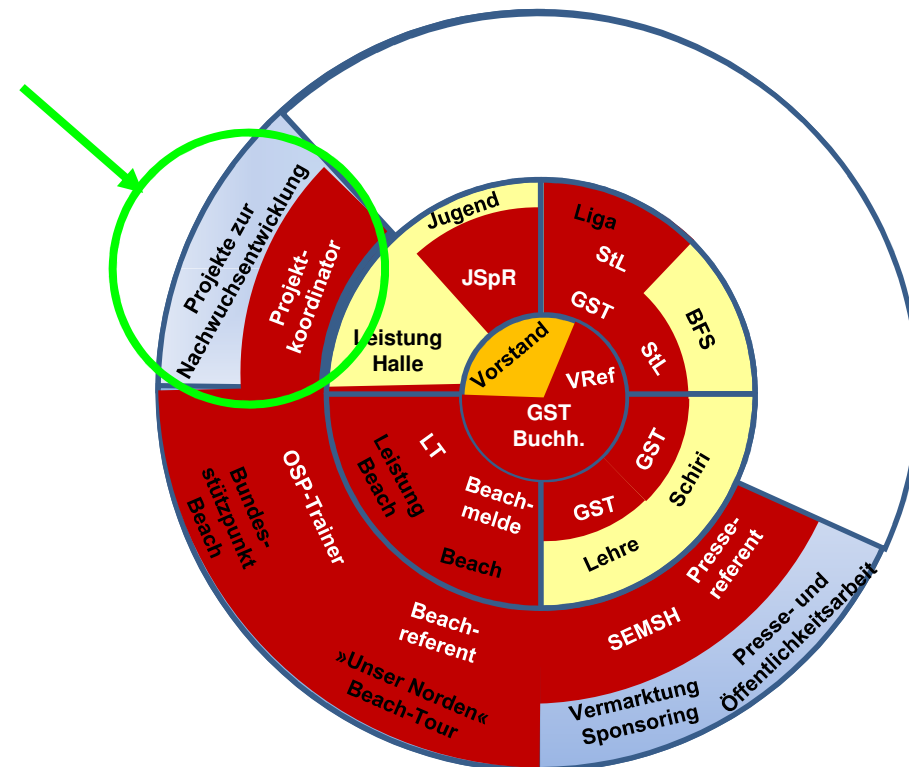 Projekte zur
Nachwuchsentwicklung
Projekt-
koordinator
Jugend
JSpR
Leistung
Halle
Liga
StL
GST
StL
BFS
Vorstand
VRef
GST
Buchh.
GST
Schiri
GST
Lehre
LT
Leistung
Beach
Beach-
melde
Beach
OSP-Trainer
Bundes-
stützpunkt
Beach
Beach-
referent
»Unser Norden«
Beach-Tour
SEMSH
Presse-
referent
Vermarktung
Sponsoring
Presse- und
Öffentlichkeitsarbeit